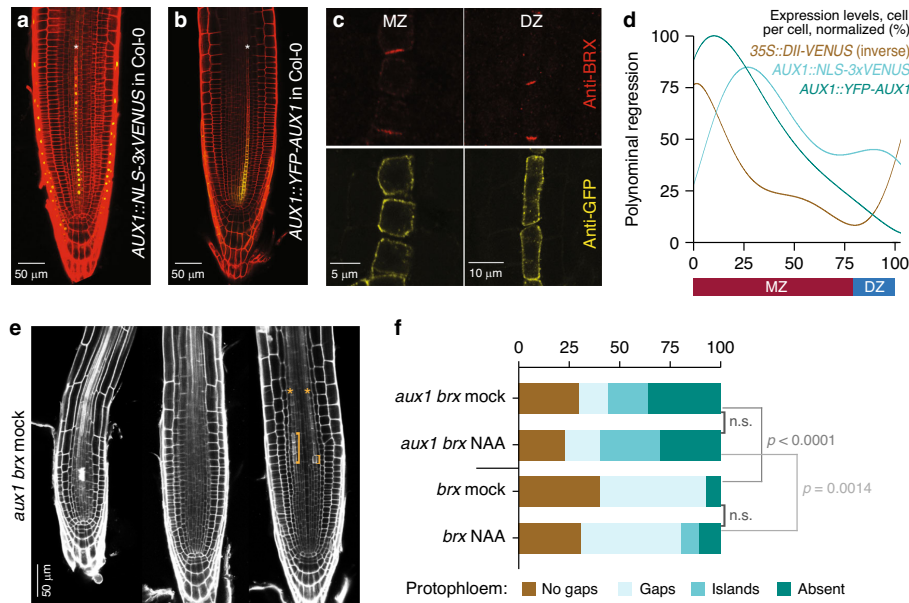 a
AUX1::NLS-3xVENUS in Col-0
*
50 µm
b
AUX1::YFP-AUX1 in Col-0
*
50 µm
c
MZ
DZ
Anti-BRX
Anti-GFP
5 µm
10 µm
d
Expression levels, cell
per cell, normalized (%)
35S::DII-VENUS (inverse)
AUX1::NLS-3xVENUS
AUX1::YFP-AUX1
Polynominal regression
100
75
50
25
0
0 25 50 75 100
MZ DZ
e
aux1 brx mock
50 µm
* *
f
0 25 50 75 100
aux1 brx mock
aux1 brx NAA
brx mock
brx NAA
n.s.
p < 0.0001
p = 0.0014
n.s.
Protophloem: No gaps Gaps Islands Absent